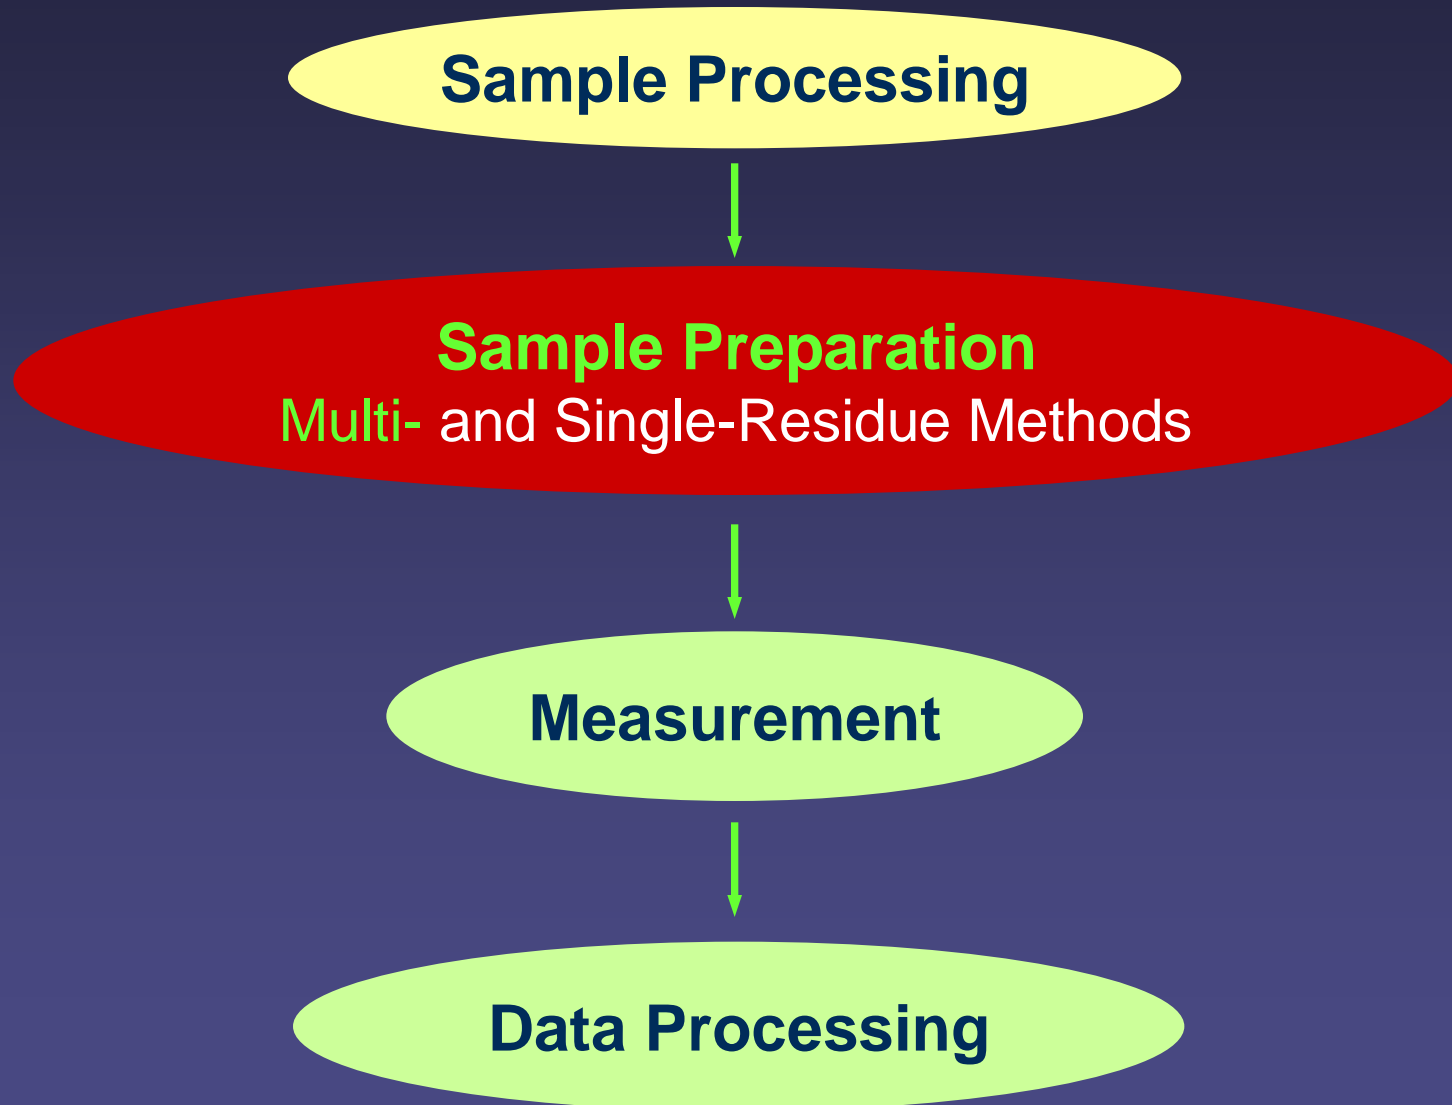 Sample Processing
Sample Preparation
Multi- and Single-Residue Methods
Measurement
Data Processing